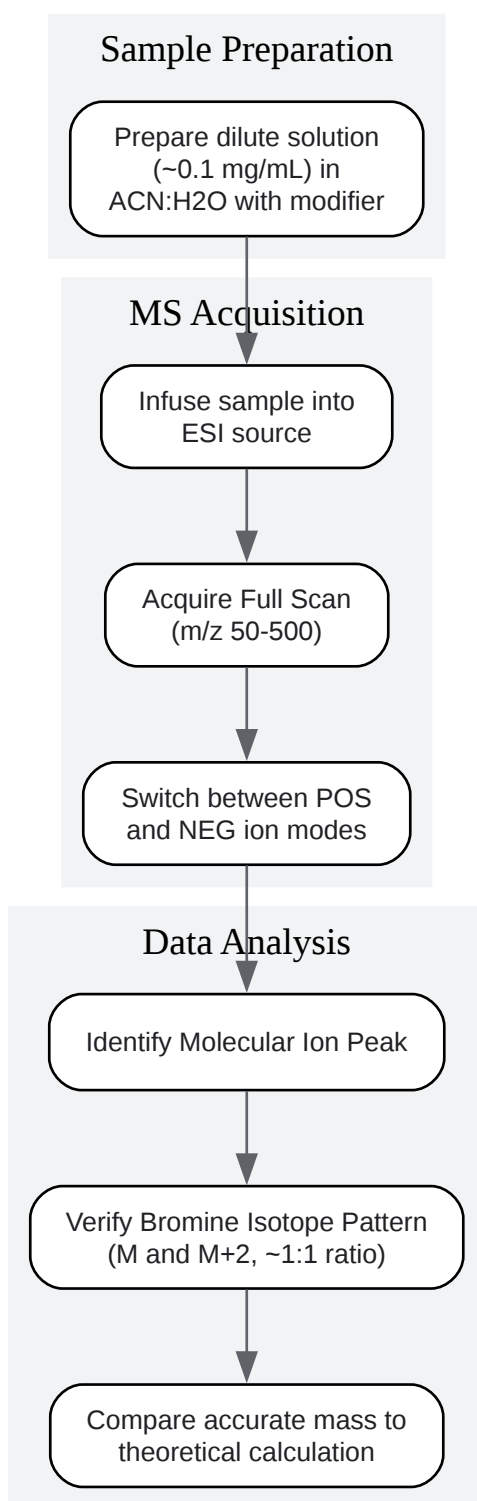 Sample Preparation
Prepare dilute solution
(~0.1 mg/mL) in
ACN:H2O with modifier
MS Acquisition
Infuse sample into
ESI source
Acquire Full Scan
(m/z 50-500)
Switch between POS
and NEG ion modes
Data Analysis
Identify Molecular Ion Peak
Verify Bromine Isotope Pattern
(M and M+2, ~1:1 ratio)
Compare accurate mass to
theoretical calculation